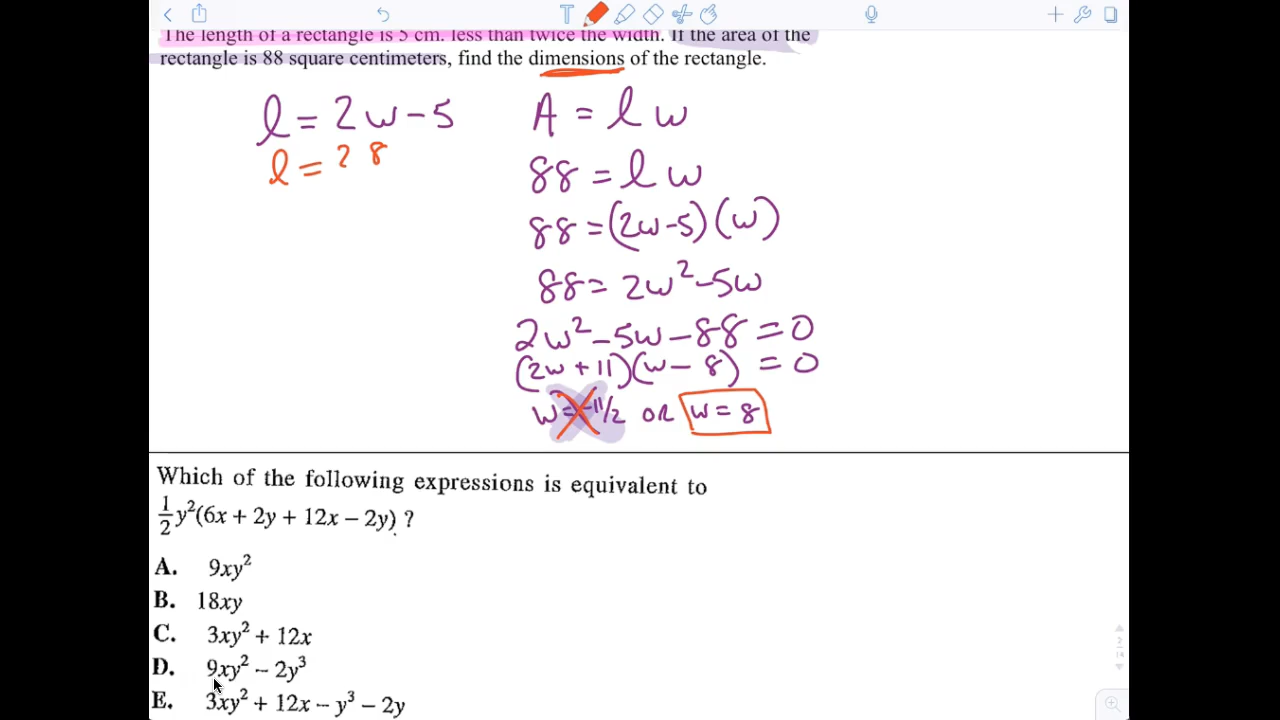 The length of a rectangle is 5 cm. less than twice the width. If the area of the
rectangle is 88 square centimeters, find the dimensions of the rectangle.
l = 2w - 5
l = 2 8
A = l w
88 = l w
88 = (2w-5)(w)
88 = 2w² - 5w
2w² - 5w - 88 = 0
(2w + 11)(w - 8) = 0
w = -11/2 OR w = 8
Which of the following expressions is equivalent to
1/2 y²(6x + 2y + 12x – 2y) ?
A. 9xy²
B. 18xy
C. 3xy² + 12x
D. 9xy² – 2y³
E. 3xy² + 12x – y³ – 2y
2
14